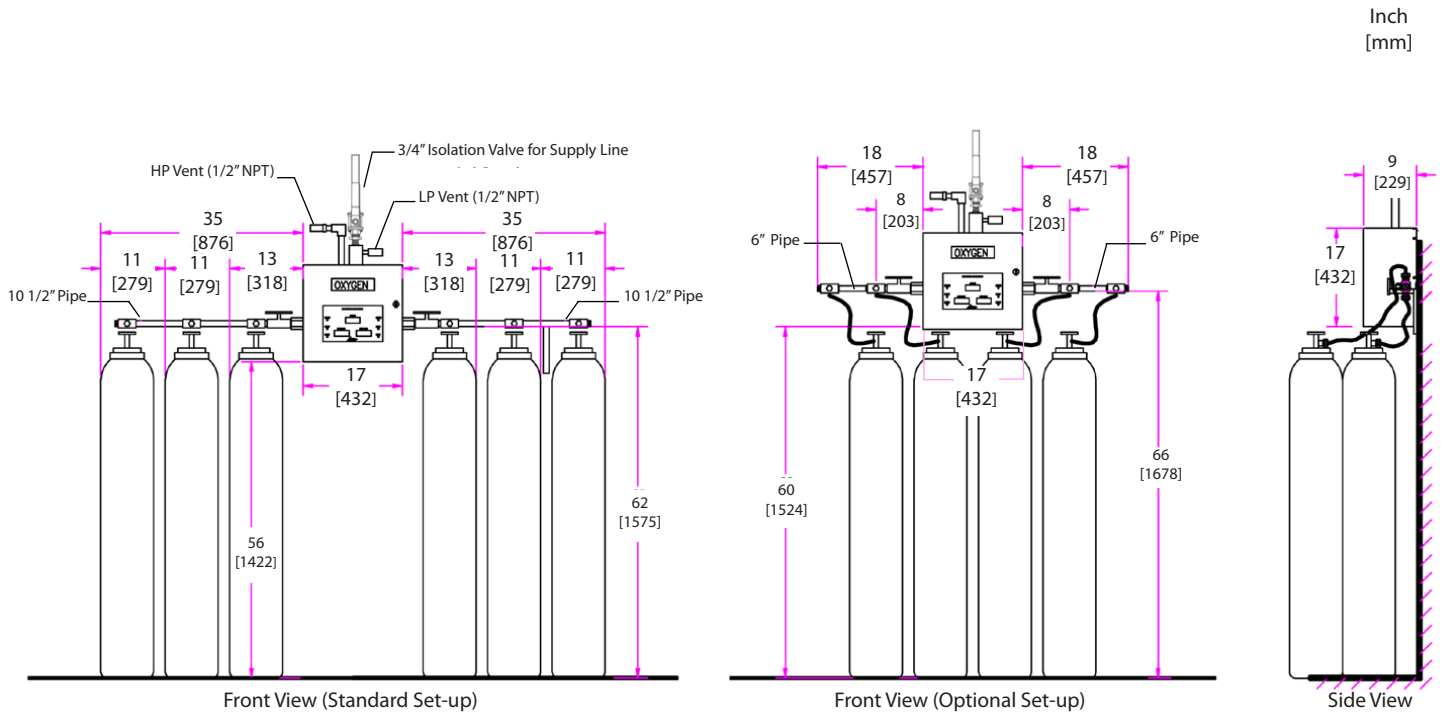 Inch
[mm]
3/4” Isolation Valve for Supply Line
HP Vent (1/2” NPT)
LP Vent (1/2” NPT)
35
[876]
35
[876]
11
[279]
11
[279]
13
[318]
13
[318]
11
[279]
11
[279]
10 1/2” Pipe
10 1/2” Pipe
OXYGEN
17
[432]
56
[1422]
62
[1575]
Front View (Standard Set-up)
18
[457]
18
[457]
8
[203]
8
[203]
6” Pipe
6” Pipe
OXYGEN
17
[432]
60
[1524]
66
[1678]
Front View (Optional Set-up)
9
[229]
17
[432]
Side View